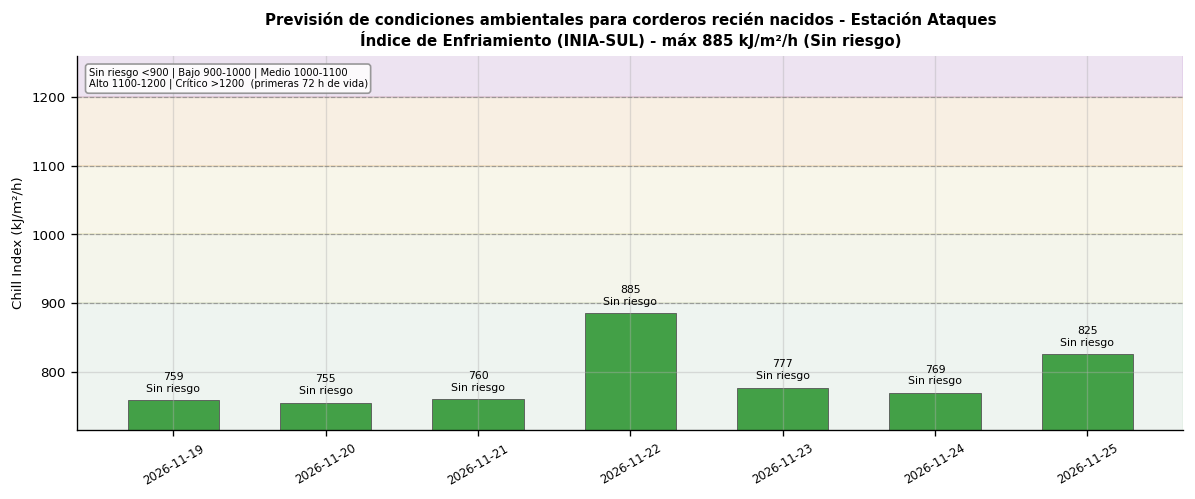 Previsión de condiciones ambientales para corderos recién nacidos - Estación Ataques
Índice de Enfriamiento (INIA-SUL) - máx 885 kJ/m²/h (Sin riesgo)
Sin riesgo <900 | Bajo 900-1000 | Medio 1000-1100
Alto 1100-1200 | Crítico >1200  (primeras 72 h de vida)
Chill Index (kJ/m²/h)
1200
1100
1000
900
800
759
Sin riesgo
755
Sin riesgo
760
Sin riesgo
885
Sin riesgo
777
Sin riesgo
769
Sin riesgo
825
Sin riesgo
2026-11-19
2026-11-20
2026-11-21
2026-11-22
2026-11-23
2026-11-24
2026-11-25